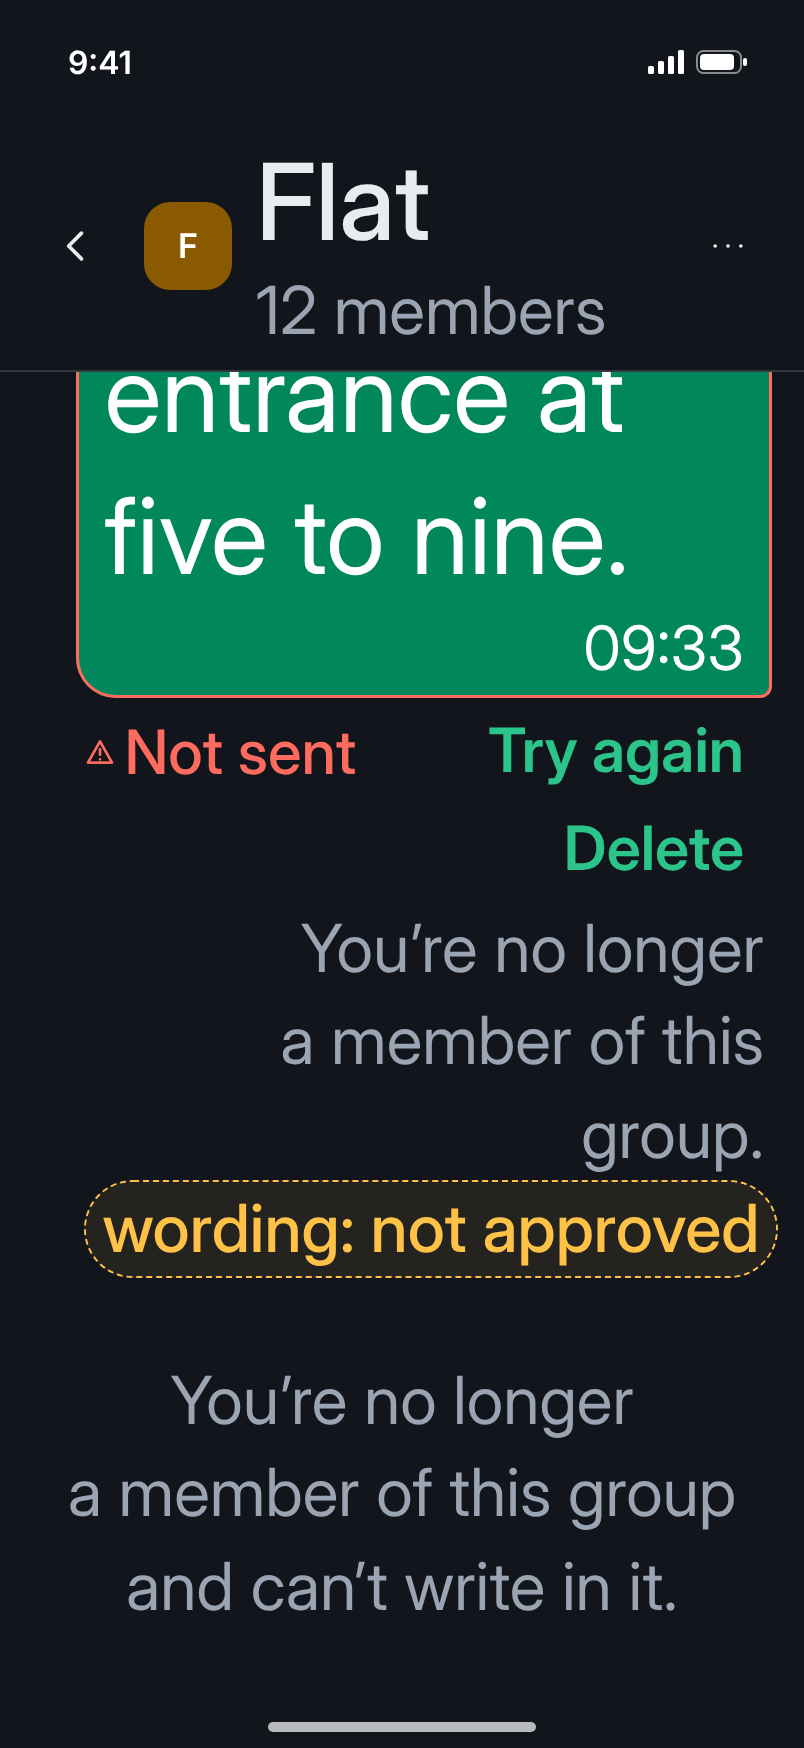 9:41
F
Flat
12 members
...
entrance at
five to nine.
09:33
Not sent
Try again
Delete
You’re no longer
a member of this
group.
wording: not approved
You’re no longer
a member of this group
and can’t write in it.